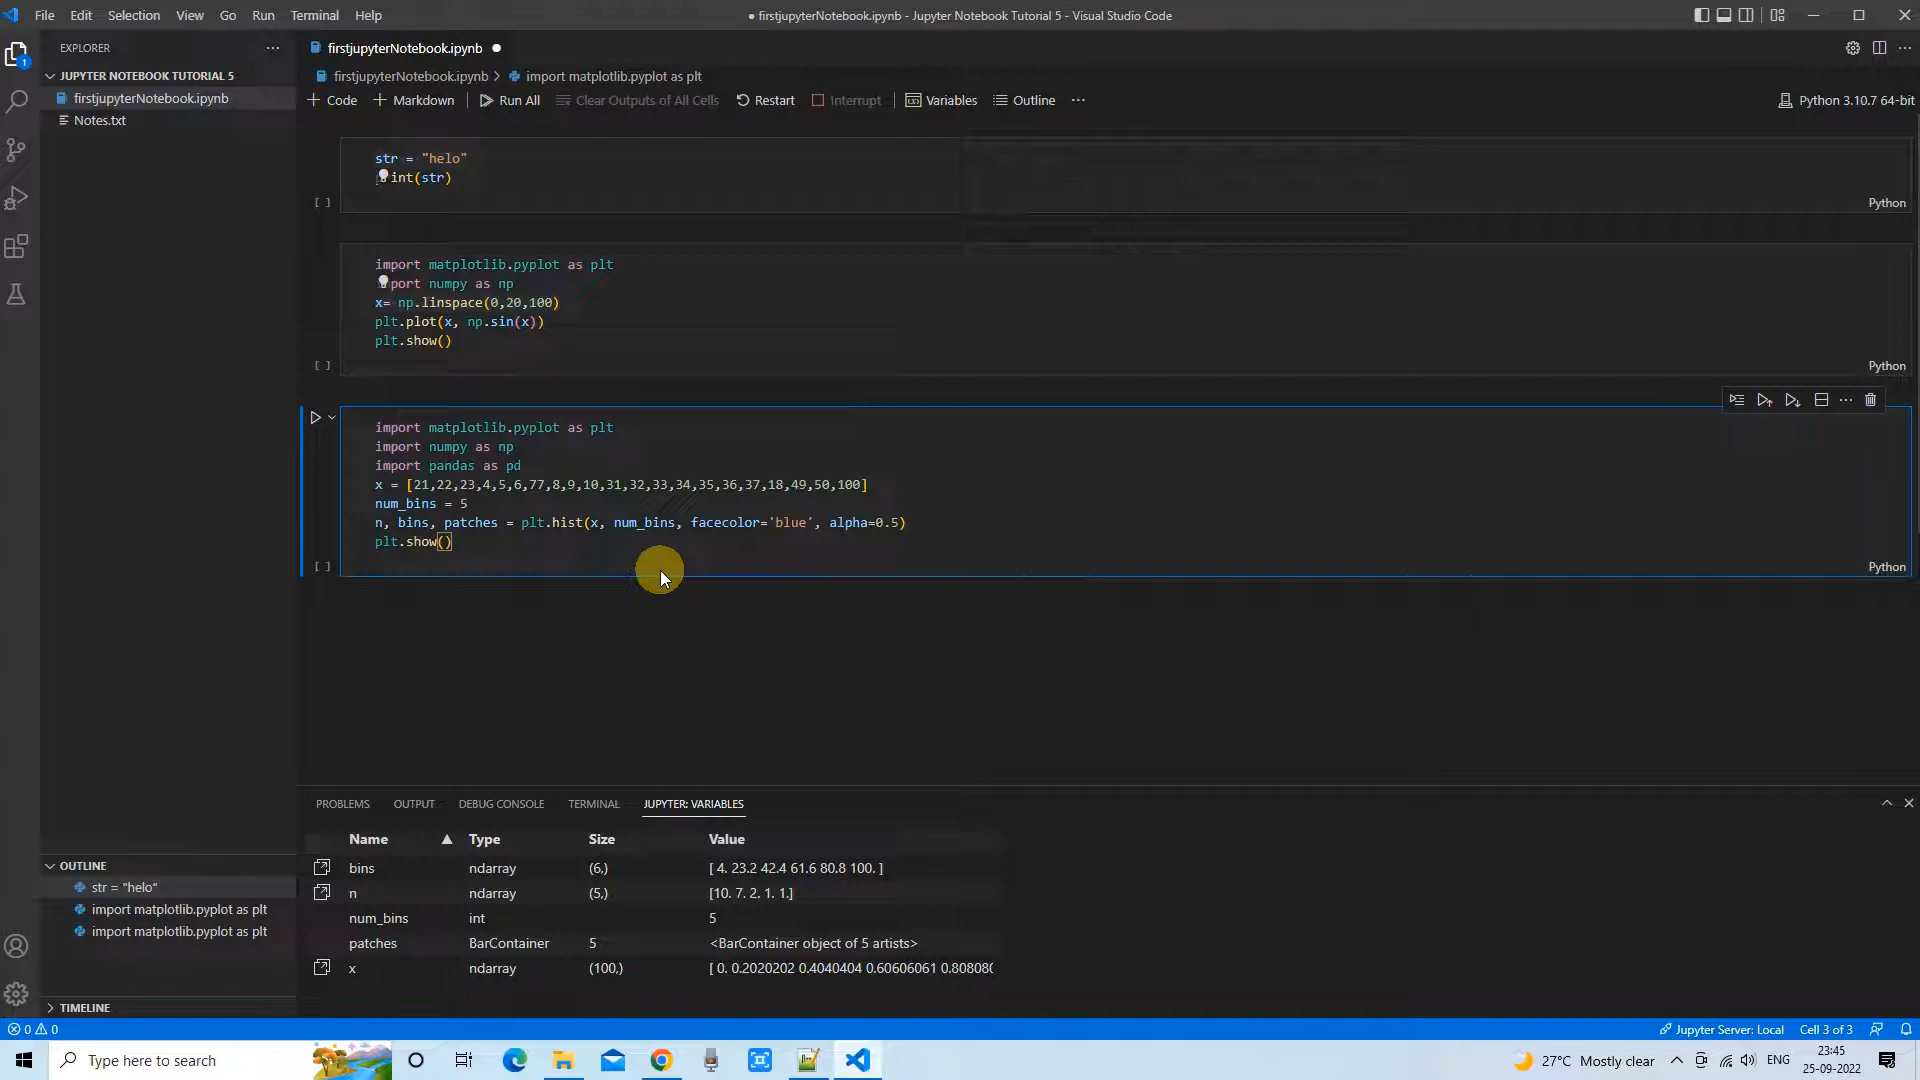 File Edit Selection View Go Run Terminal Help
● firstjupyterNotebook.ipynb - Jupyter Notebook Tutorial 5 - Visual Studio Code
EXPLORER
JUPYTER NOTEBOOK TUTORIAL 5
firstjupyterNotebook.ipynb
Notes.txt
1
firstjupyterNotebook.ipynb ●
firstjupyterNotebook.ipynb > import matplotlib.pyplot as plt
+ Code + Markdown Run All Clear Outputs of All Cells Restart Interrupt Variables Outline ...
Python 3.10.7 64-bit
str = "helo"
int(str)
[ ]
Python
import matplotlib.pyplot as plt
port numpy as np
x= np.linspace(0,20,100)
plt.plot(x, np.sin(x))
plt.show()
[ ]
Python
import matplotlib.pyplot as plt
import numpy as np
import pandas as pd
x = [21,22,23,4,5,6,77,8,9,10,31,32,33,34,35,36,37,18,49,50,100]
num_bins = 5
n, bins, patches = plt.hist(x, num_bins, facecolor='blue', alpha=0.5)
plt.show()
[ ]
Python
PROBLEMS OUTPUT DEBUG CONSOLE TERMINAL JUPYTER: VARIABLES
Name Type Size Value
bins ndarray (6,) [ 4. 23.2 42.4 61.6 80.8 100. ]
n ndarray (5,) [10. 7. 2. 1. 1.]
num_bins int 5
patches BarContainer 5 <BarContainer object of 5 artists>
x ndarray (100,) [ 0. 0.2020202 0.4040404 0.60606061 0.808080
OUTLINE
str = "helo"
import matplotlib.pyplot as plt
import matplotlib.pyplot as plt
TIMELINE
0 0
Jupyter Server: Local Cell 3 of 3
Type here to search
27°C Mostly clear
ENG
23:45
25-09-2022